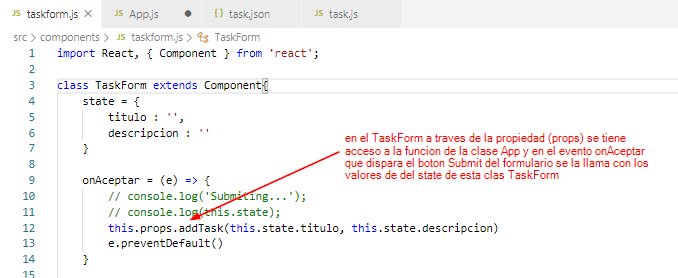 JS taskform.js × JS App.js ● {} task.json JS task.js
src > components > JS taskform.js > TaskForm
1 import React, { Component } from 'react';
2
3 class TaskForm extends Component{
4 state = {
5 titulo : '',
6 descripcion : ''
7 }
8
en el TaskForm a traves de la propiedad (props) se tiene
acceso a la funcion de la clase App y en el evento onAceptar
que dispara el boton Submit del formulario se la llama con los
valores de del state de esta clas TaskForm
9 onAceptar = (e) => {
10 // console.log('Submiting...');
11 // console.log(this.state);
12 this.props.addTask(this.state.titulo, this.state.descripcion)
13 e.preventDefault()
14 }
15